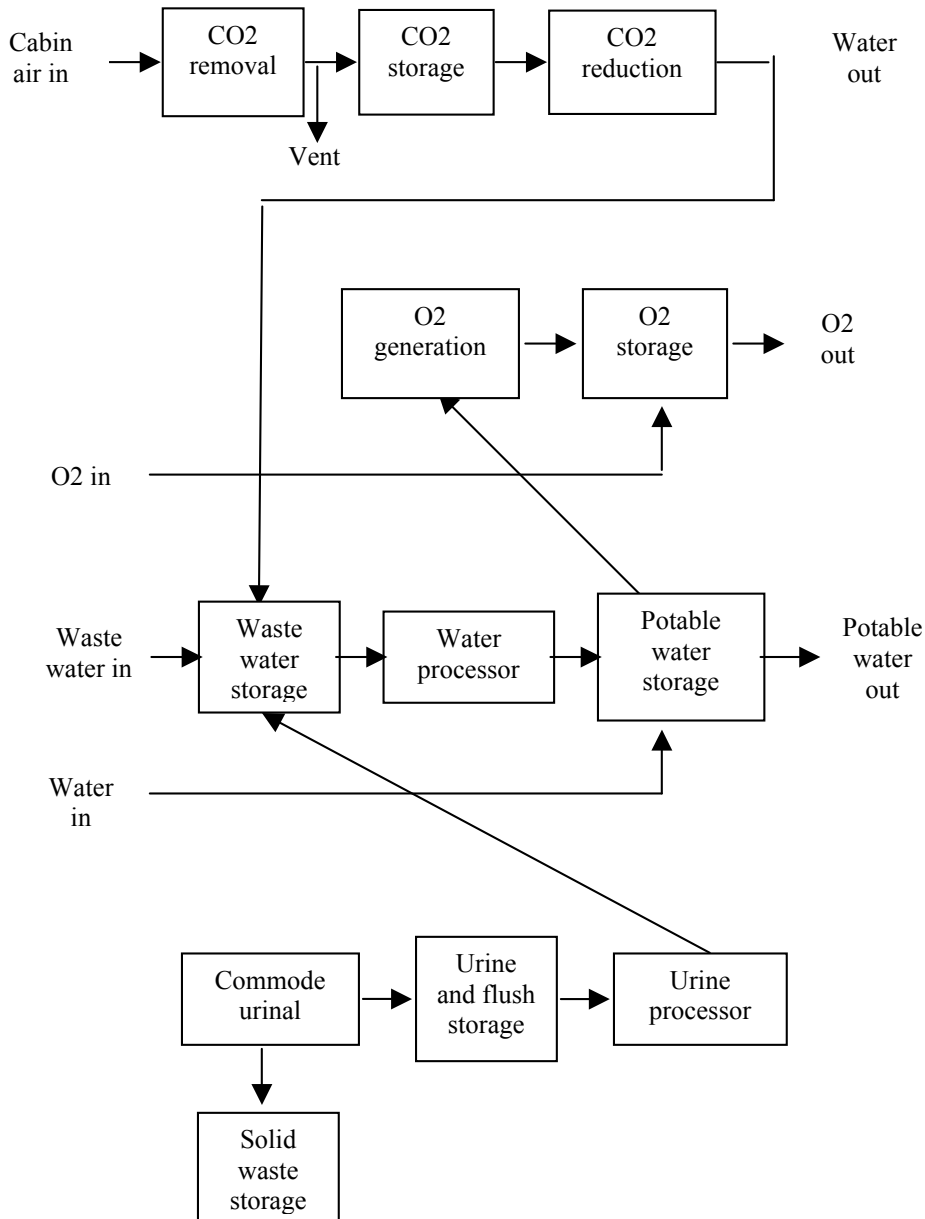 Cabin
air in
CO2
removal
CO2
storage
CO2
reduction
Water
out
Vent
O2
generation
O2
storage
O2
out
O2 in
Waste
water in
Waste
water
storage
Water
processor
Potable
water
storage
Potable
water
out
Water
in
Commode
urinal
Urine
and flush
storage
Urine
processor
Solid
waste
storage